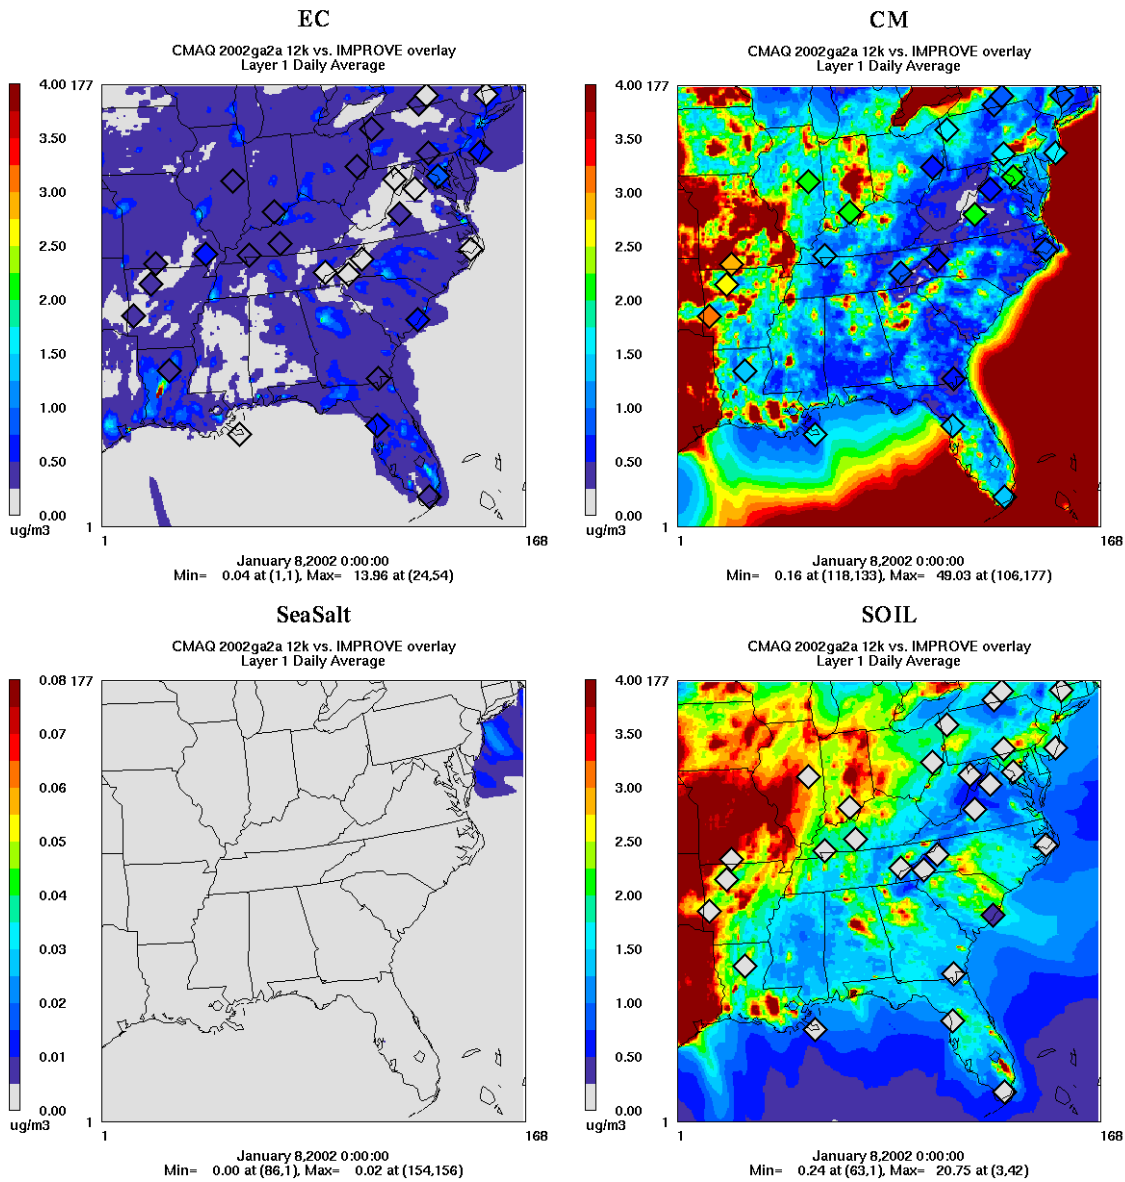 EC
CMAQ 2002ga2a 12k vs. IMPROVE overlay
Layer 1 Daily Average
4.00 177
3.50
3.00
2.50
2.00
1.50
1.00
0.50
0.00
ug/m3
1
1 168
January 8,2002 0:00:00
Min= 0.04 at (1,1), Max= 13.96 at (24,54)
CM
CMAQ 2002ga2a 12k vs. IMPROVE overlay
Layer 1 Daily Average
4.00 177
3.50
3.00
2.50
2.00
1.50
1.00
0.50
0.00
ug/m3
1
1 168
January 8,2002 0:00:00
Min= 0.16 at (118,133), Max= 49.03 at (106,177)
SeaSalt
CMAQ 2002ga2a 12k vs. IMPROVE overlay
Layer 1 Daily Average
0.08 177
0.07
0.06
0.05
0.04
0.03
0.02
0.01
0.00
ug/m3
1
1 168
January 8,2002 0:00:00
Min= 0.00 at (86,1), Max= 0.02 at (154,156)
SOIL
CMAQ 2002ga2a 12k vs. IMPROVE overlay
Layer 1 Daily Average
4.00 177
3.50
3.00
2.50
2.00
1.50
1.00
0.50
0.00
ug/m3
1
1 168
January 8,2002 0:00:00
Min= 0.24 at (63,1), Max= 20.75 at (3,42)